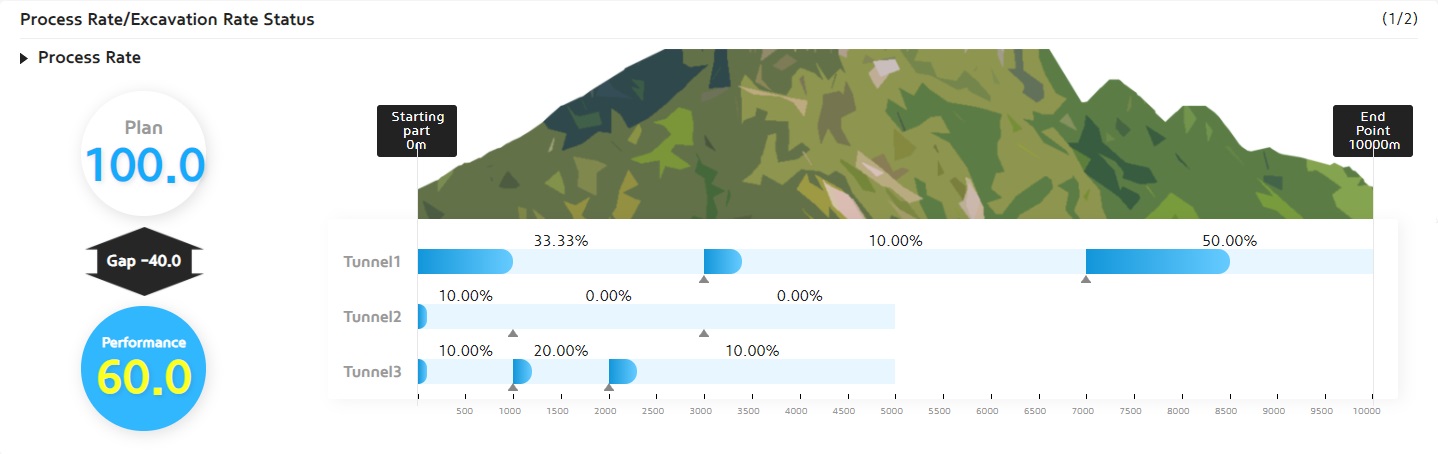 Process Rate/Excavation Rate Status
(1/2)
Process Rate
Plan
100.0
Gap -40.0
Performance
60.0
Starting
part
0m
End
Point
10000m
33.33% 10.00% 50.00%
Tunnel1
10.00% 0.00% 0.00%
Tunnel2
10.00% 20.00% 10.00%
Tunnel3
500 1000 1500 2000 2500 3000 3500 4000 4500 5000 5500 6000 6500 7000 7500 8000 8500 9000 9500 10000